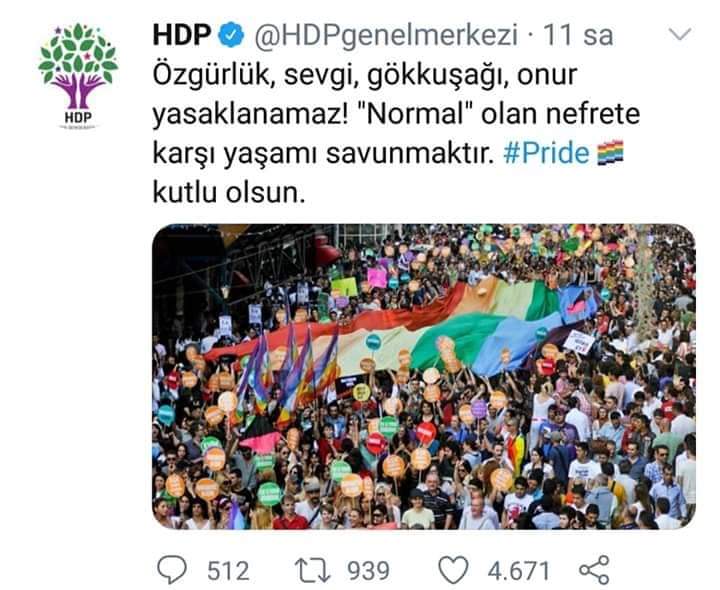 HDP @HDPgenelmerkezi · 11 sa
Özgürlük, sevgi, gökkuşağı, onur
yasaklanamaz! "Normal" olan nefrete
karşı yaşamı savunmaktır. #Pride
kutlu olsun.
HDP
512 939 4.671